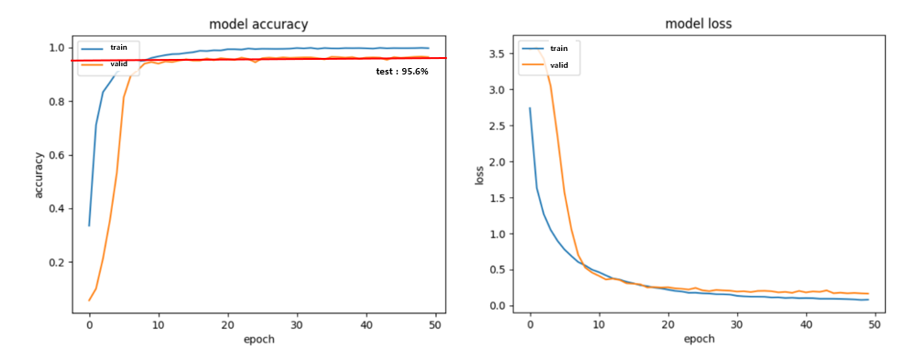 model accuracy
1.0
0.8
0.6
0.4
0.2
accuracy
train
valid
test : 95.6%
0 10 20 30 40 50
epoch
model loss
3.5
3.0
2.5
2.0
1.5
1.0
0.5
0.0
loss
train
valid
0 10 20 30 40 50
epoch